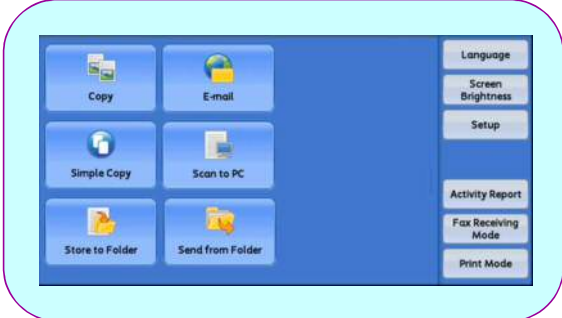 Copy
E-mail
Simple Copy
Scan to PC
Store to Folder
Send from Folder
Language
Screen
Brightness
Setup
Activity Report
Fax Receiving
Mode
Print Mode